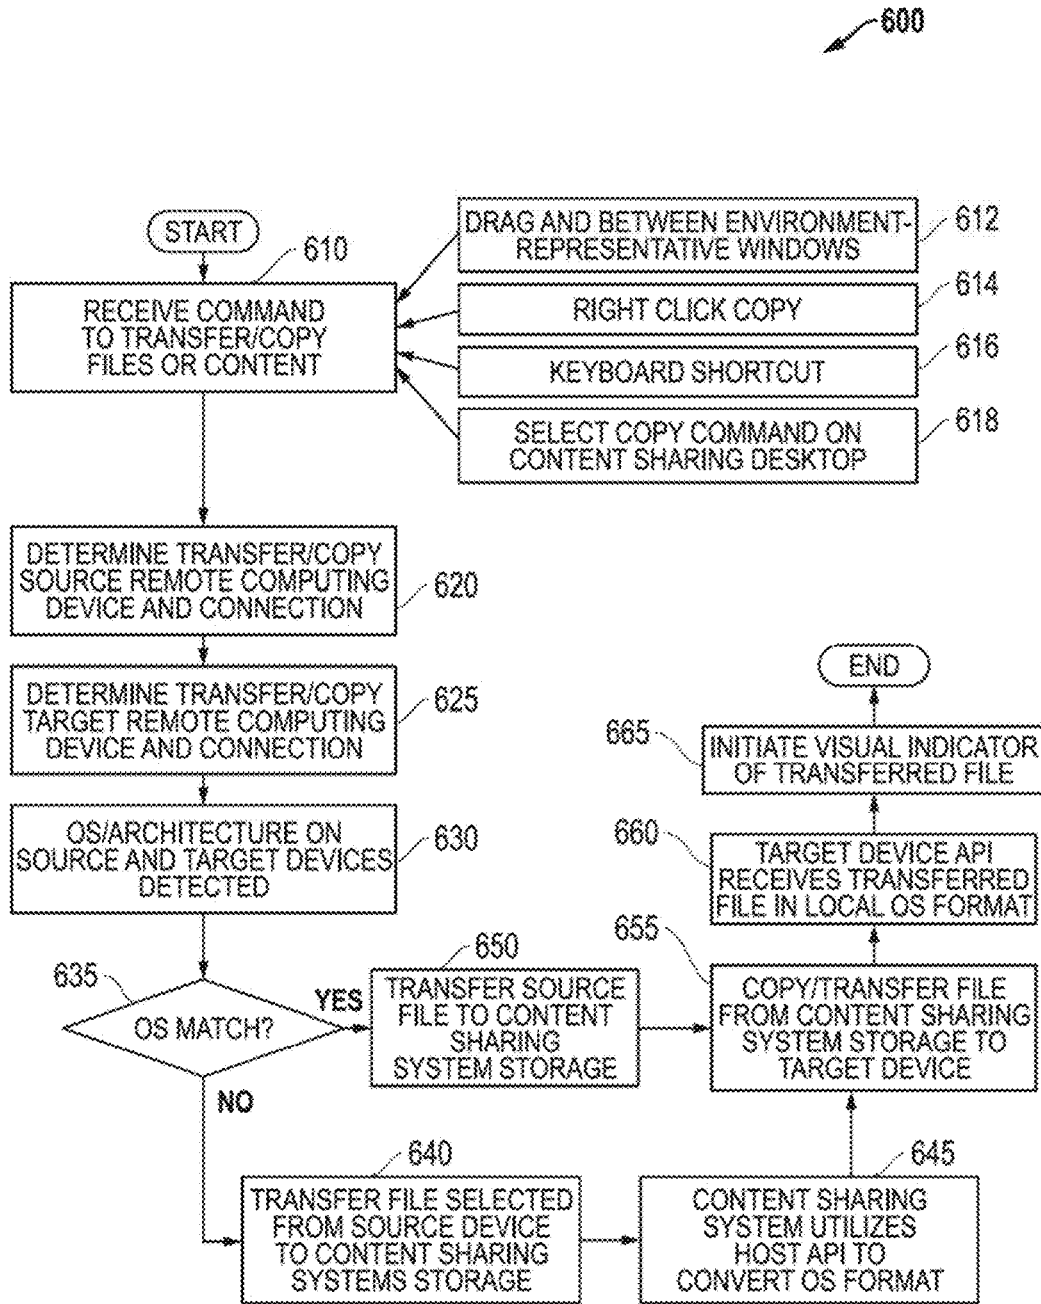 600
START
610
RECEIVE COMMAND
TO TRANSFER/COPY
FILES OR CONTENT
DRAG AND BETWEEN ENVIRONMENT-
REPRESENTATIVE WINDOWS
612
RIGHT CLICK COPY
614
KEYBOARD SHORTCUT
616
SELECT COPY COMMAND ON
CONTENT SHARING DESKTOP
618
DETERMINE TRANSFER/COPY
SOURCE REMOTE COMPUTING
DEVICE AND CONNECTION
620
DETERMINE TRANSFER/COPY
TARGET REMOTE COMPUTING
DEVICE AND CONNECTION
625
OS/ARCHITECTURE ON
SOURCE AND TARGET DEVICES
DETECTED
630
635
OS MATCH?
YES
NO
650
TRANSFER SOURCE
FILE TO CONTENT
SHARING
SYSTEM STORAGE
640
TRANSFER FILE SELECTED
FROM SOURCE DEVICE
TO CONTENT SHARING
SYSTEMS STORAGE
645
CONTENT SHARING
SYSTEM UTILIZES
HOST API TO
CONVERT OS FORMAT
655
COPY/TRANSFER FILE
FROM CONTENT SHARING
SYSTEM STORAGE TO
TARGET DEVICE
660
TARGET DEVICE API
RECEIVES TRANSFERRED
FILE IN LOCAL OS FORMAT
665
INITIATE VISUAL INDICATOR
OF TRANSFERRED FILE
END